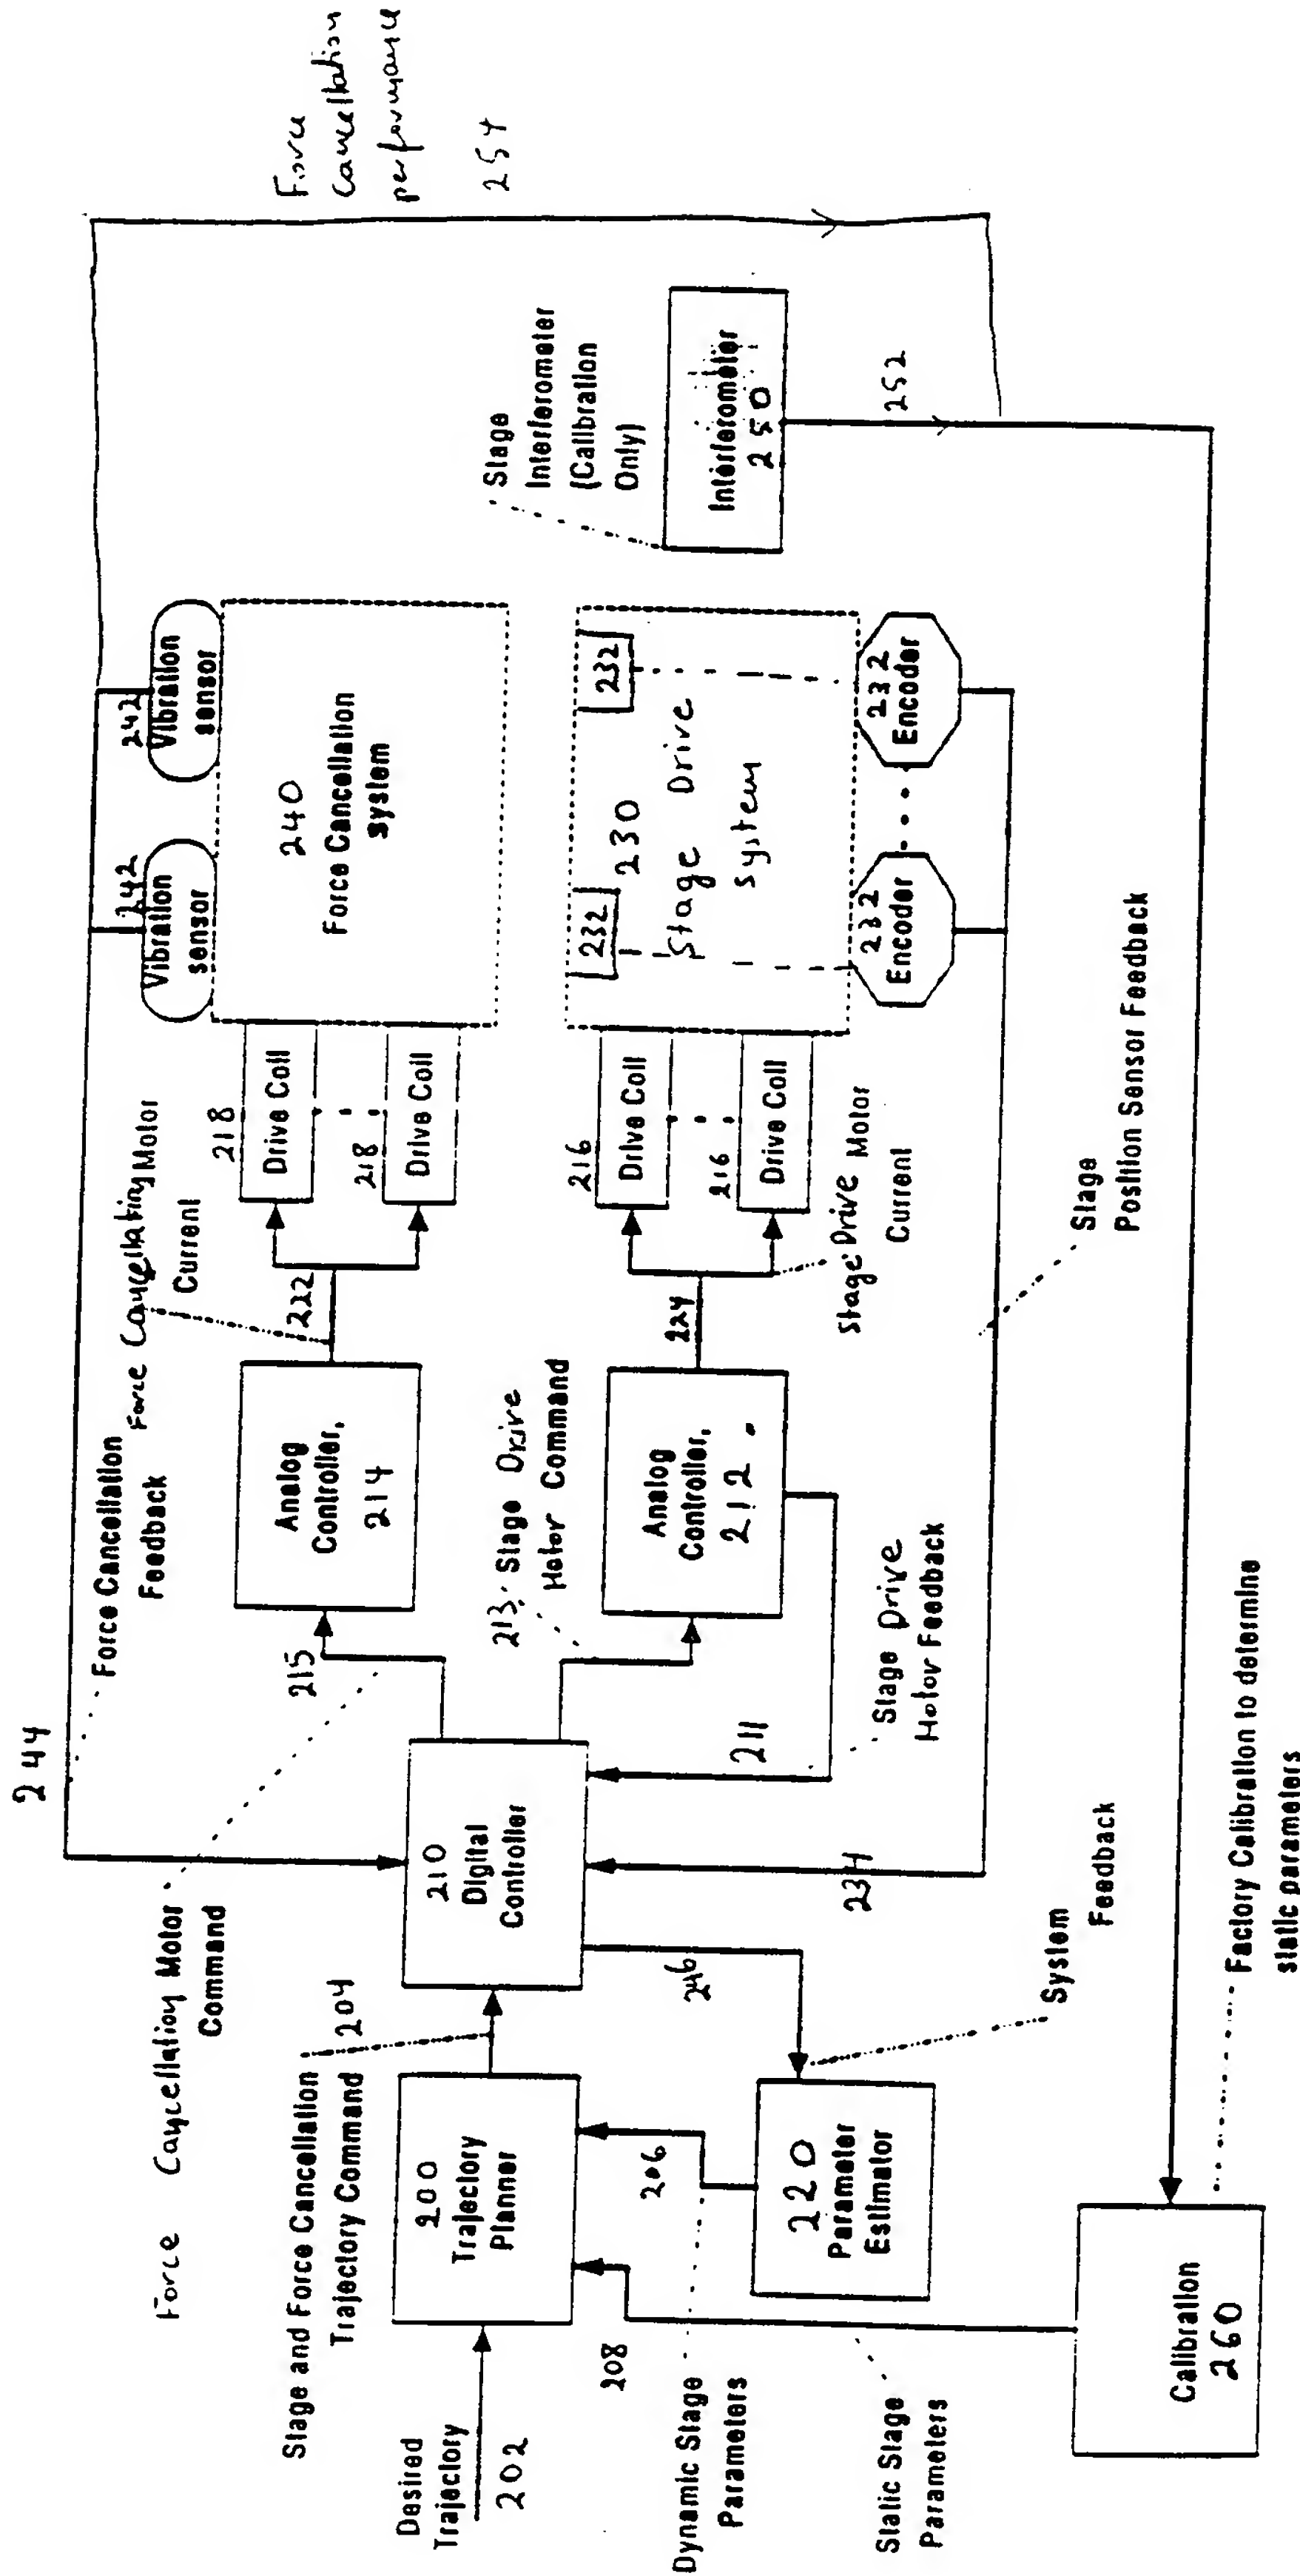 244
Force Cancellation
Feedback
Force Cancellation Motor
Command
Force Cancellating Motor
Current
242
Vibration
sensor
242
Vibration
sensor
Force
Cancellation
performance
254
215
Analog
Controller,
214
222
218
Drive Coil
218
Drive Coil
240
Force Cancellation
system
Stage and Force Cancellation
Trajectory Command
204
213, Stage Drive
Motor Command
Desired
Trajectory
202
200
Trajectory
Planner
210
Digital
Controller
Analog
Controller,
212
224
216
Drive Coil
216
Drive Coil
Stage Drive Motor
Current
232
232
230
Stage Drive
System
232
Encoder
232
Encoder
Stage
Interferometer
(Calibration
Only)
Interferometer
250
252
208
206
246
234
211
Stage Drive
Motor Feedback
Stage
Position Sensor Feedback
Dynamic Stage
Parameters
220
Parameter
Estimator
System
Feedback
Static Stage
Parameters
Calibration
260
Factory Calibration to determine
static parameters